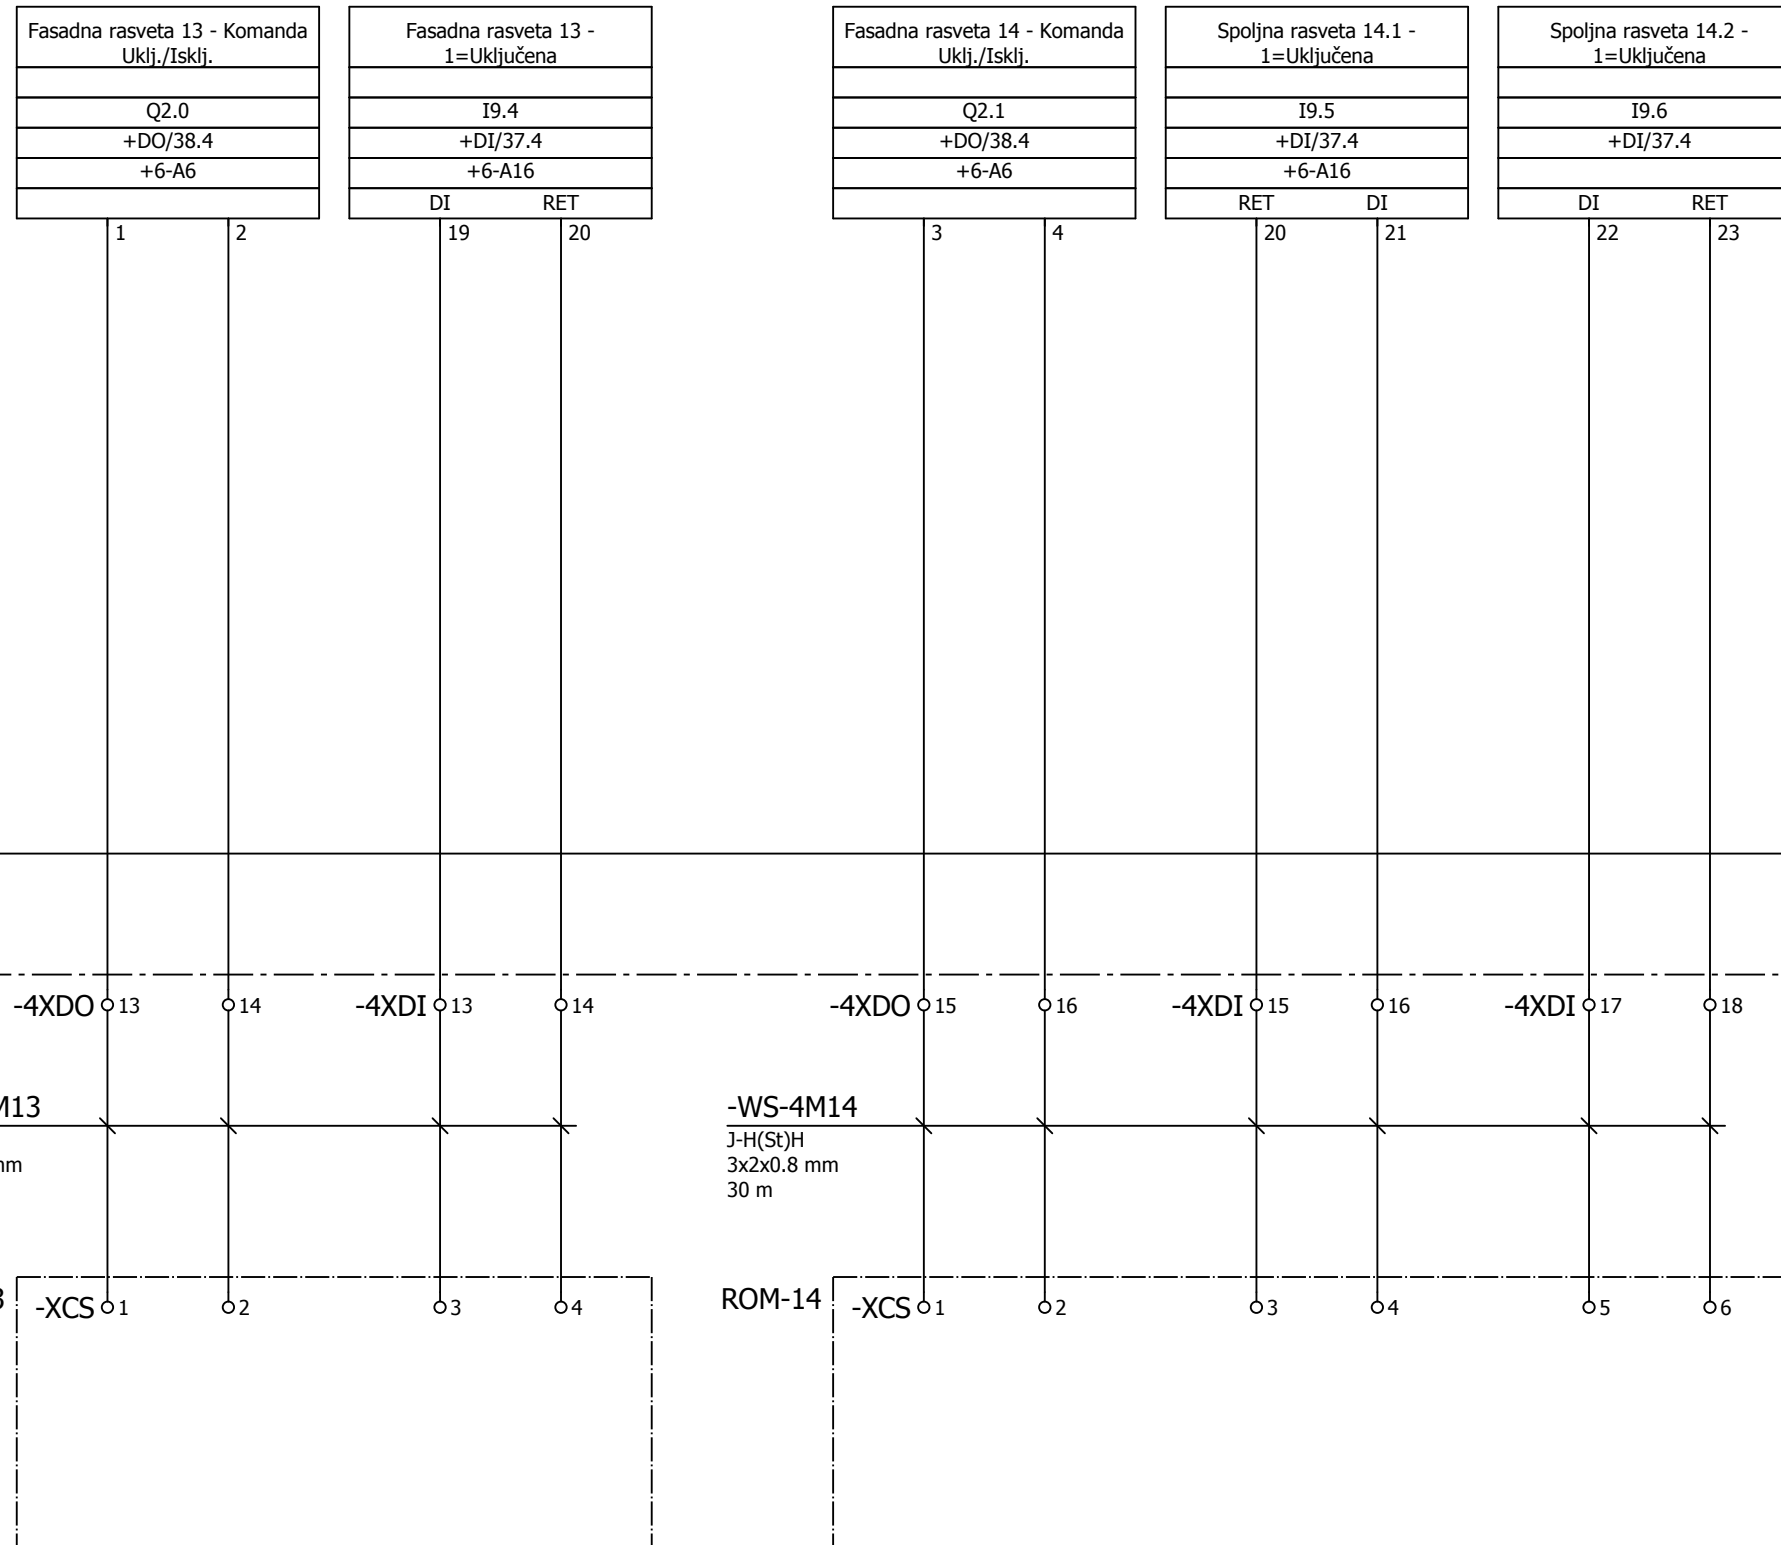 Fasadna rasveta 13 - Komanda
Uklj./Isklj.
Q2.0
+DO/38.4
+6-A6
1 2
Fasadna rasveta 13 -
1=Uključena
I9.4
+DI/37.4
+6-A16
DI RET
19 20
Fasadna rasveta 14 - Komanda
Uklj./Isklj.
Q2.1
+DO/38.4
+6-A6
3 4
Spoljna rasveta 14.1 -
1=Uključena
I9.5
+DI/37.4
+6-A16
RET DI
20 21
Spoljna rasveta 14.2 -
1=Uključena
I9.6
+DI/37.4
DI RET
22 23
-4XDO 13 14 -4XDI 13 14 -4XDO 15 16 -4XDI 15 16 -4XDI 17 18
M13
mm
-WS-4M14
J-H(St)H
3x2x0.8 mm
30 m
-XCS 1 2 3 4 ROM-14 -XCS 1 2 3 4 5 6